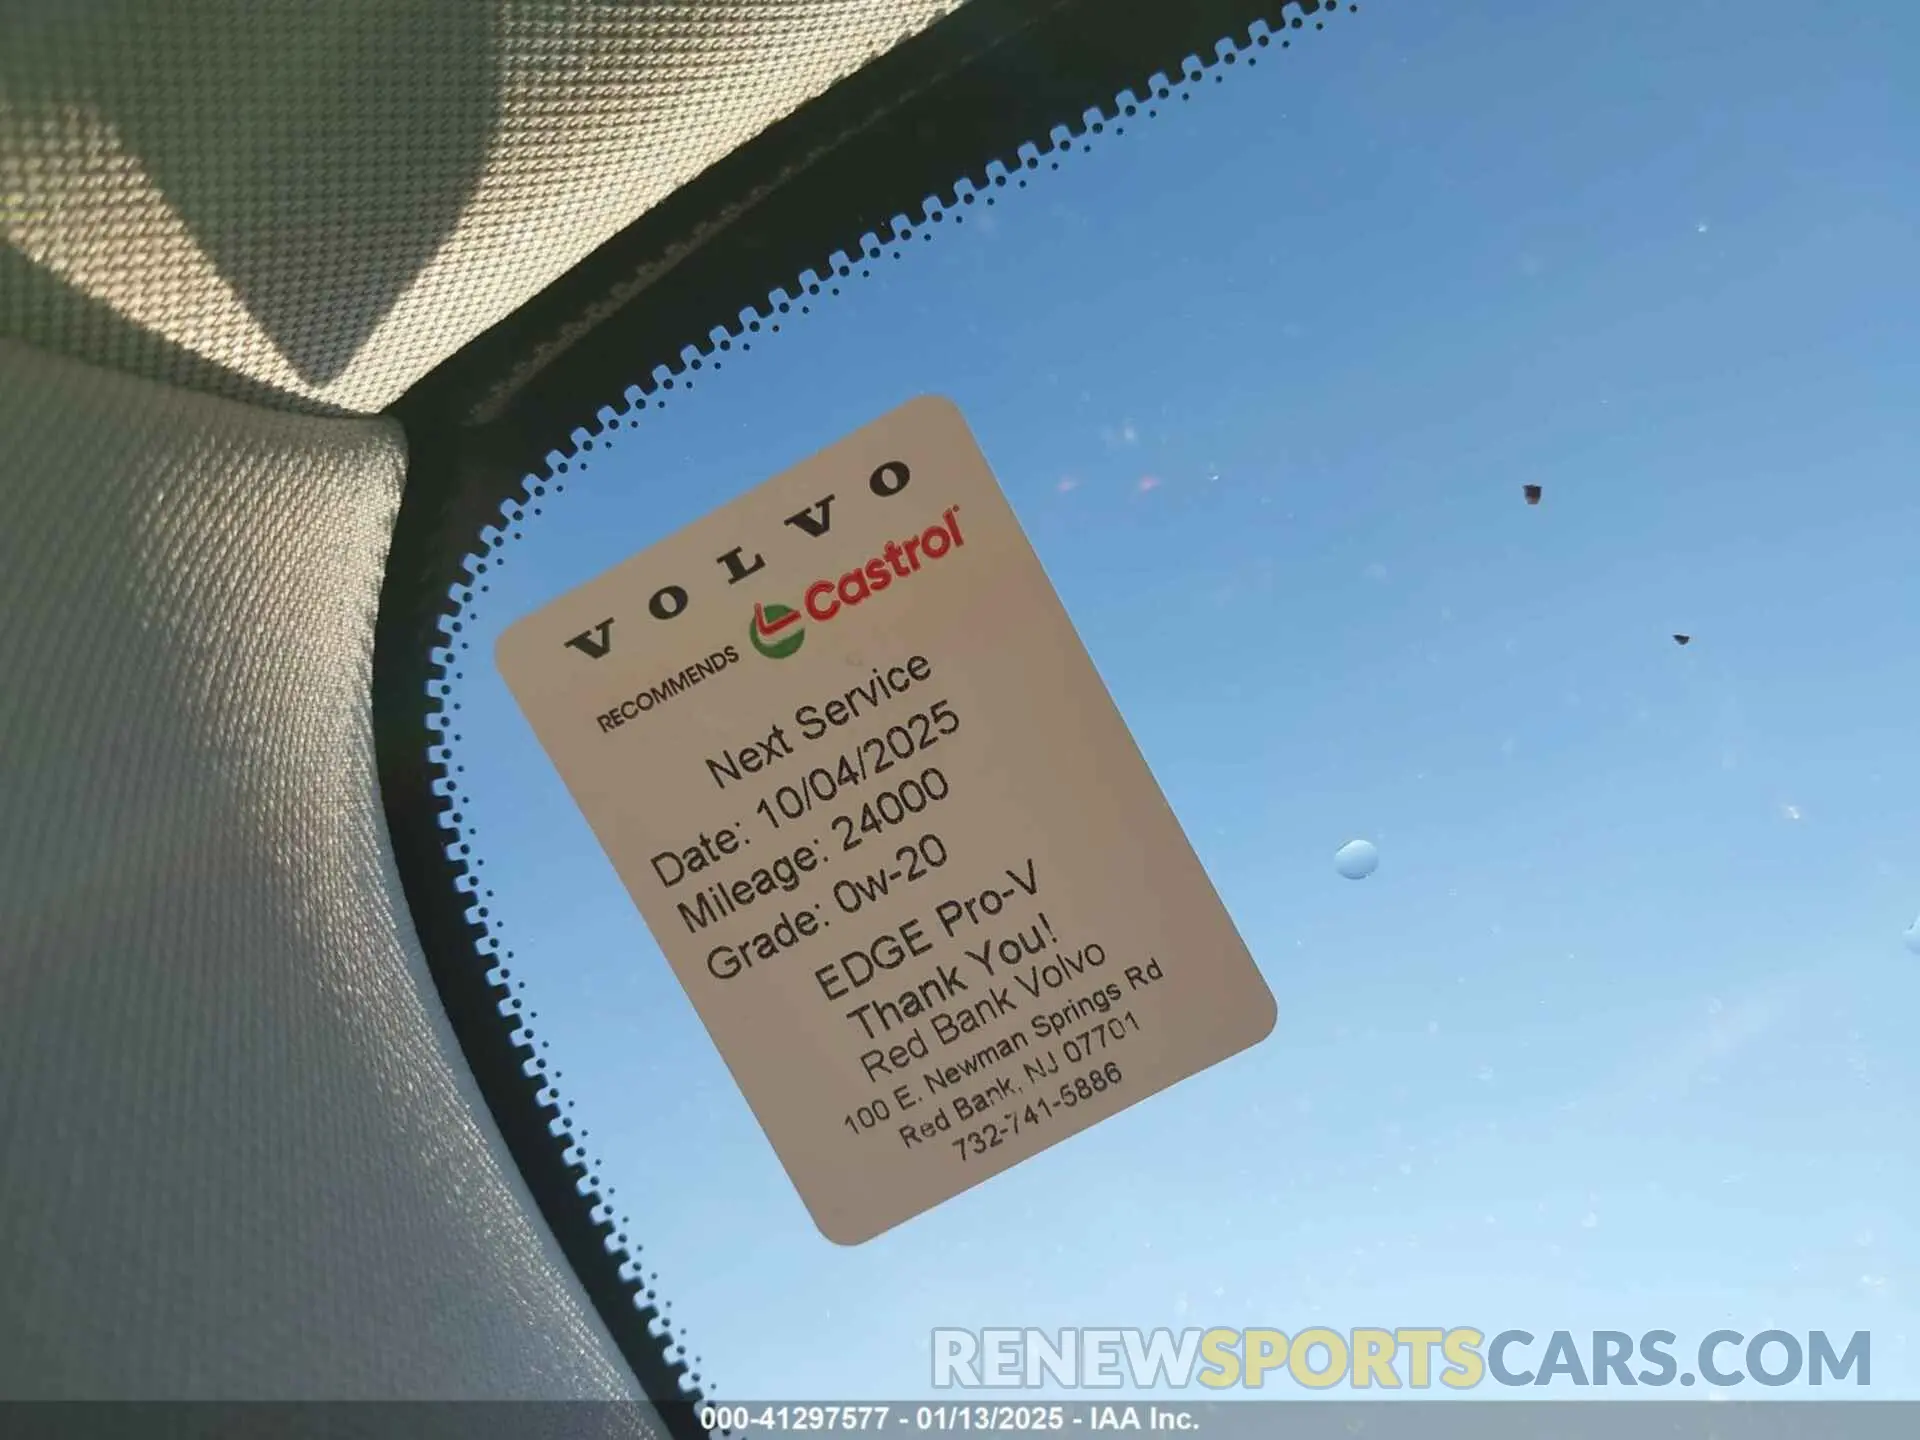 VOLVO
RECOMMENDS Castrol
Next Service
Date: 10/04/2025
Mileage: 24000
Grade: 0w-20
EDGE Pro-V
Thank You!
Red Bank Volvo
100 E. Newman Springs Rd
Red Bank, NJ 07701
732-741-5886
RENEWSPORTSCARS.COM
000-41297577 - 01/13/2025 - IAA Inc.